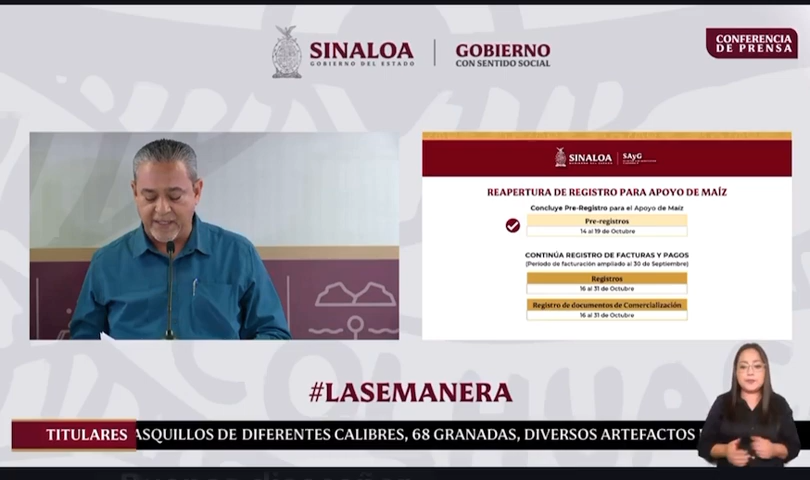 SINALOA
GOBIERNO DEL ESTADO
GOBIERNO
CON SENTIDO SOCIAL
CONFERENCIA
DE PRENSA
SINALOA
GOBIERNO DEL ESTADO
SAyG
REAPERTURA DE REGISTRO PARA APOYO DE MAÍZ
Concluye Pre-Registro para el Apoyo de Maíz
Pre-registros
14 al 19 de Octubre
CONTINÚA REGISTRO DE FACTURAS Y PAGOS
(Periodo de facturación ampliado al 30 de Septiembre)
Registros
16 al 31 de Octubre
Registro de documentos de Comercialización
16 al 31 de Octubre
#LASEMANERA
TITULARES
ASQUILLOS DE DIFERENTES CALIBRES, 68 GRANADAS, DIVERSOS ARTEFACTOS